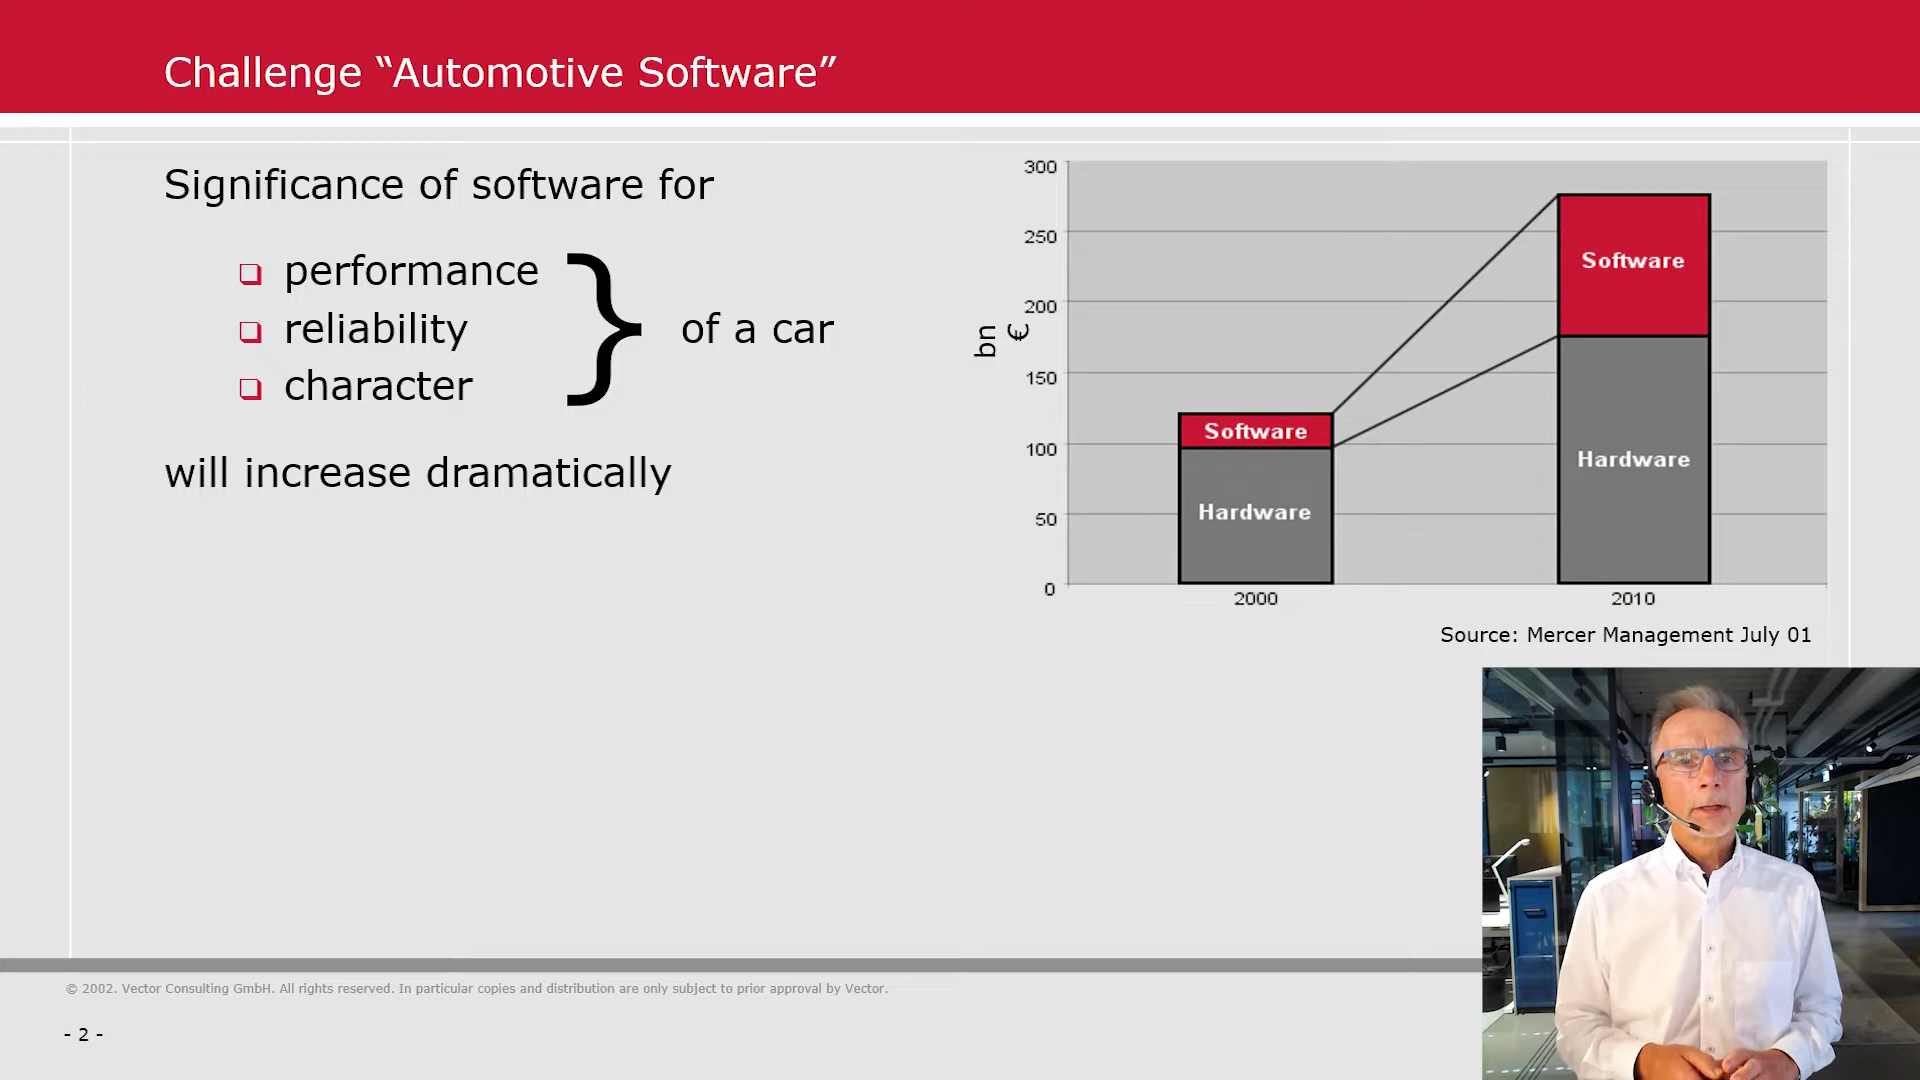 Challenge “Automotive Software”
Significance of software for
❑ performance
❑ reliability
❑ character
} of a car
will increase dramatically
300
250
200
150
100
50
0
bn
€
Software
Hardware
Software
Hardware
2000
2010
Source: Mercer Management July 01
© 2002. Vector Consulting GmbH. All rights reserved. In particular copies and distribution are only subject to prior approval by Vector.
- 2 -